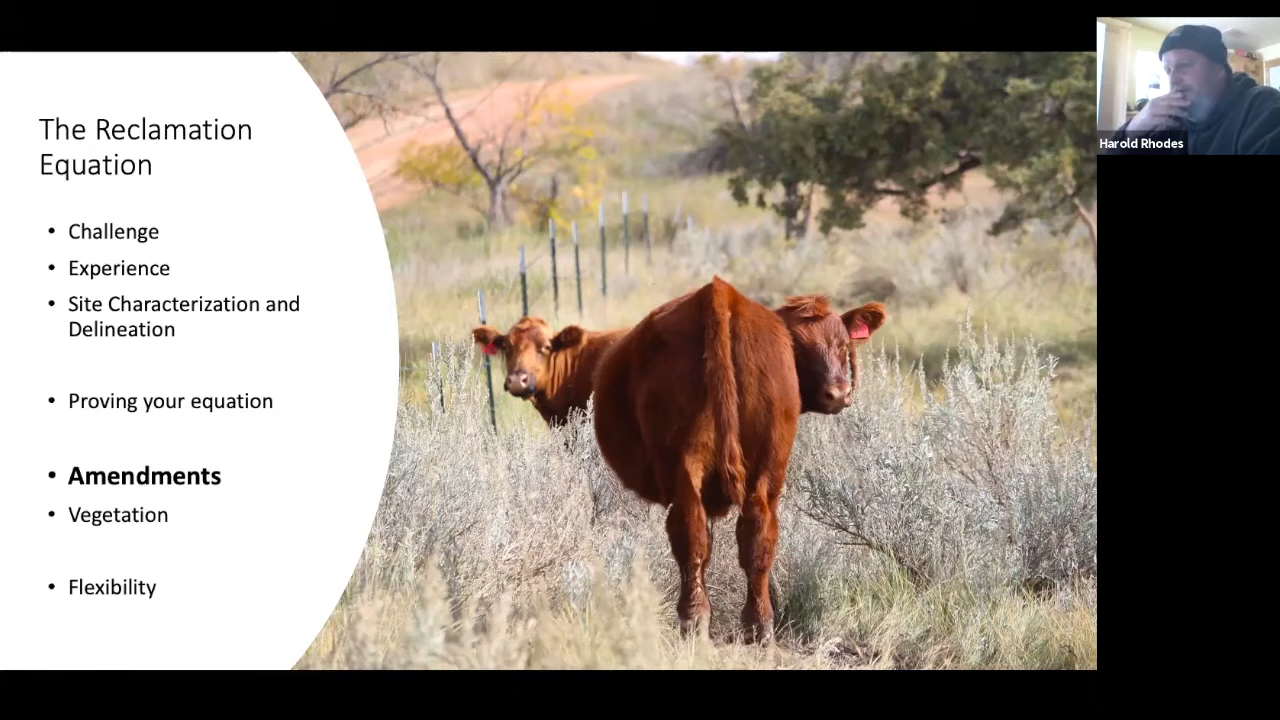 The Reclamation
Equation
• Challenge
• Experience
• Site Characterization and
Delineation
• Proving your equation
• Amendments
• Vegetation
• Flexibility
Harold Rhodes